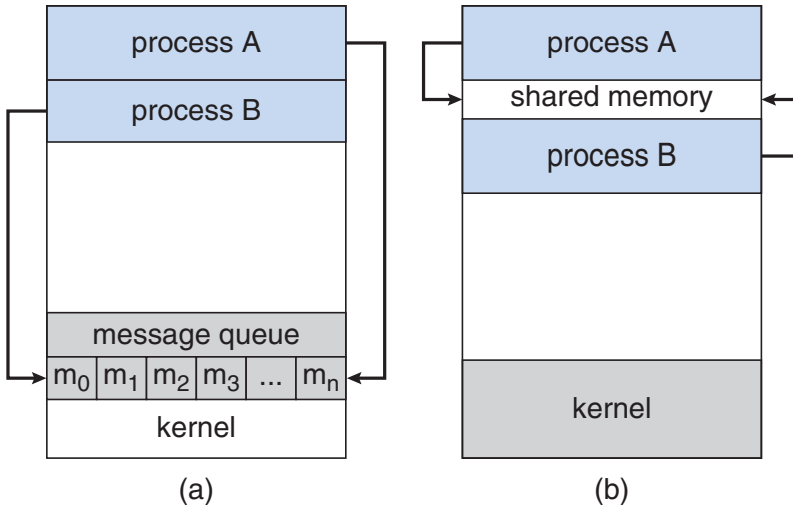 process A
process B
message queue
m0 m1 m2 m3 ... mn
kernel
(a)
process A
shared memory
process B
kernel
(b)